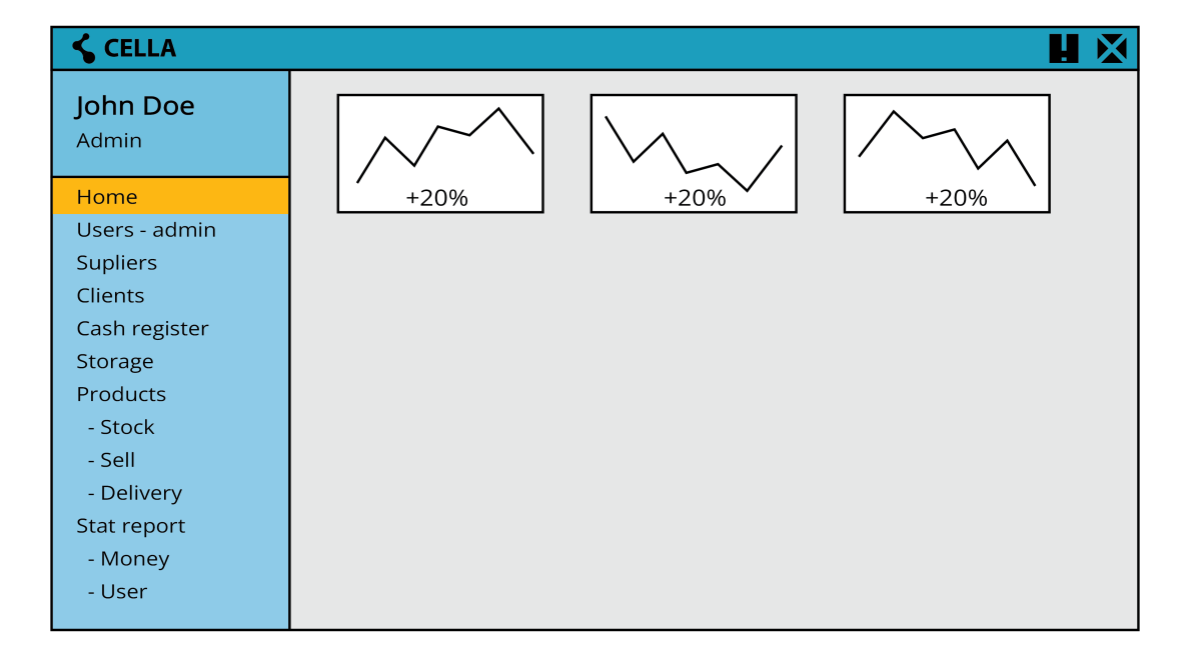 CELLA
John Doe
Admin
Home
Users - admin
Supliers
Clients
Cash register
Storage
Products
- Stock
- Sell
- Delivery
Stat report
- Money
- User
+20%
+20%
+20%